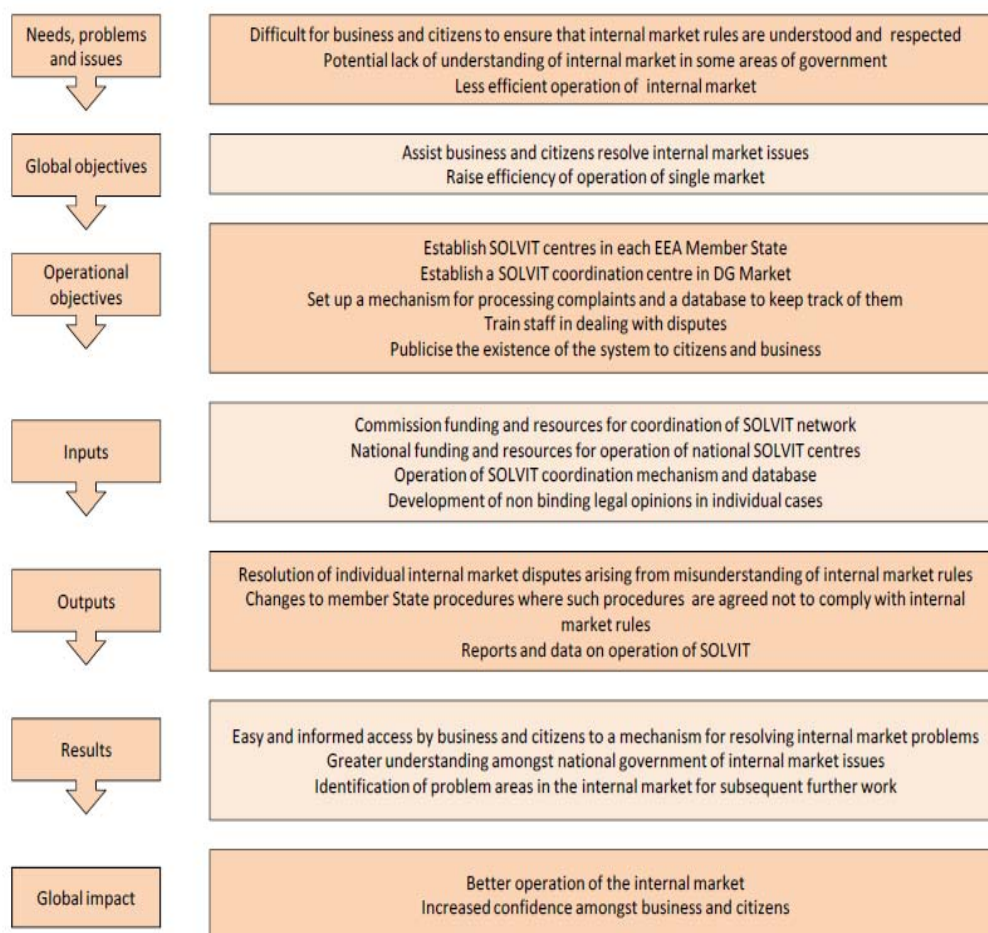 Needs, problems
and issues
Difficult for business and citizens to ensure that internal market rules are understood and respected
Potential lack of understanding of internal market in some areas of government
Less efficient operation of internal market
Global objectives
Assist business and citizens resolve internal market issues
Raise efficiency of operation of single market
Operational
objectives
Establish SOLVIT centres in each EEA Member State
Establish a SOLVIT coordination centre in DG Market
Set up a mechanism for processing complaints and a database to keep track of them
Train staff in dealing with disputes
Publicise the existence of the system to citizens and business
Inputs
Commission funding and resources for coordination of SOLVIT network
National funding and resources for operation of national SOLVIT centres
Operation of SOLVIT coordination mechanism and database
Development of non binding legal opinions in individual cases
Outputs
Resolution of individual internal market disputes arising from misunderstanding of internal market rules
Changes to member State procedures where such procedures are agreed not to comply with internal
market rules
Reports and data on operation of SOLVIT
Results
Easy and informed access by business and citizens to a mechanism for resolving internal market problems
Greater understanding amongst national government of internal market issues
Identification of problem areas in the internal market for subsequent further work
Global impact
Better operation of the internal market
Increased confidence amongst business and citizens